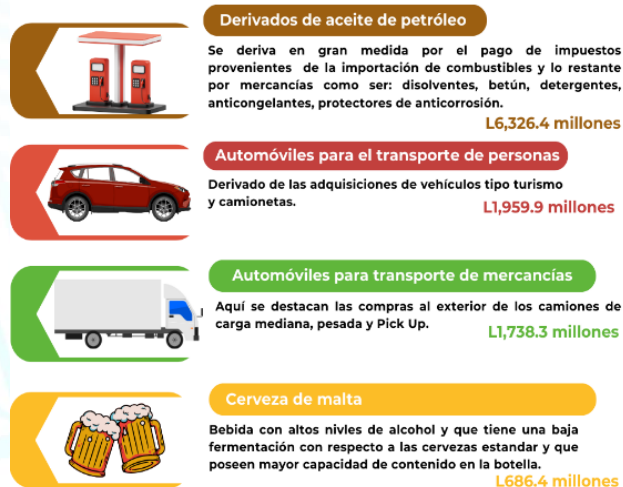 Derivados de aceite de petróleo
Se deriva en gran medida por el pago de impuestos
provenientes de la importación de combustibles y lo restante
por mercancías como ser: disolventes, betún, detergentes,
anticongelantes, protectores de anticorrosión.
L6,326.4 millones
Automóviles para el transporte de personas
Derivado de las adquisiciones de vehículos tipo turismo
y camionetas.
L1,959.9 millones
Automóviles para transporte de mercancías
Aquí se destacan las compras al exterior de los camiones de
carga mediana, pesada y Pick Up.
L1,738.3 millones
Cerveza de malta
Bebida con altos nivles de alcohol y que tiene una baja
fermentación con respecto a las cervezas estandar y que
poseen mayor capacidad de contenido en la botella.
L686.4 millones